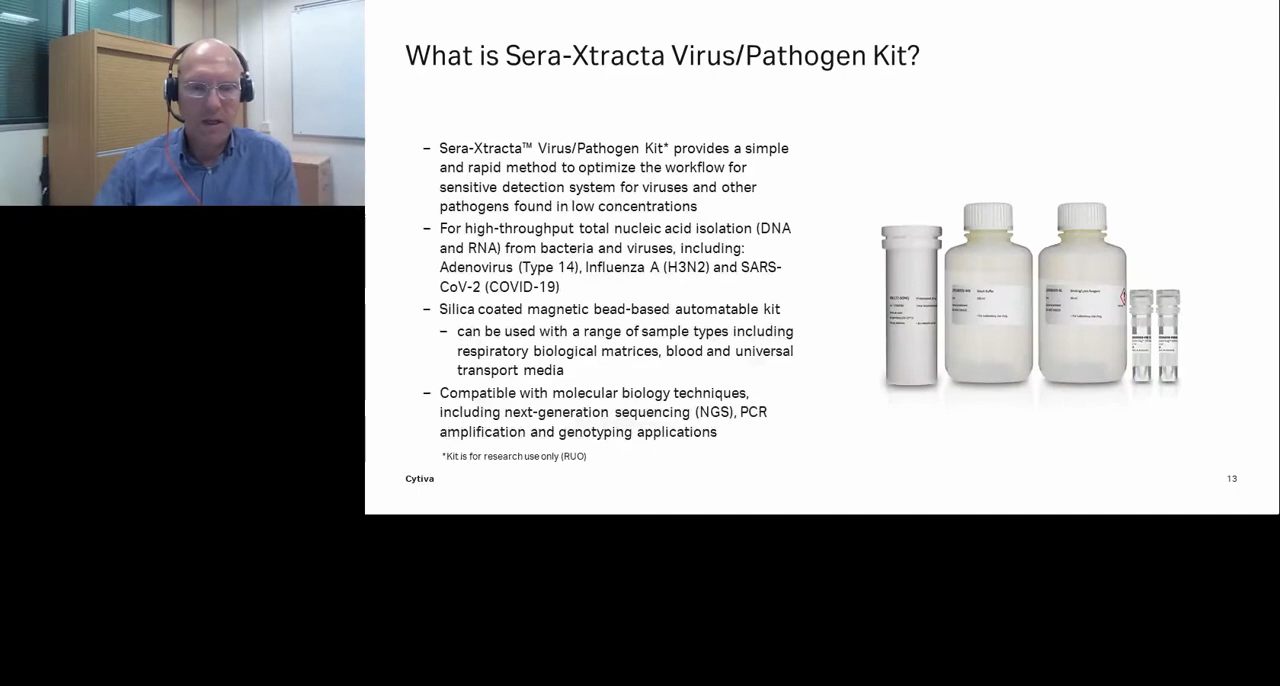 What is Sera-Xtracta Virus/Pathogen Kit?
– Sera-Xtracta™ Virus/Pathogen Kit* provides a simple
and rapid method to optimize the workflow for
sensitive detection system for viruses and other
pathogens found in low concentrations
– For high-throughput total nucleic acid isolation (DNA
and RNA) from bacteria and viruses, including:
Adenovirus (Type 14), Influenza A (H3N2) and SARS-
CoV-2 (COVID-19)
– Silica coated magnetic bead-based automatable kit
– can be used with a range of sample types including
respiratory biological matrices, blood and universal
transport media
– Compatible with molecular biology techniques,
including next-generation sequencing (NGS), PCR
amplification and genotyping applications
*Kit is for research use only (RUO)
Cytiva
13